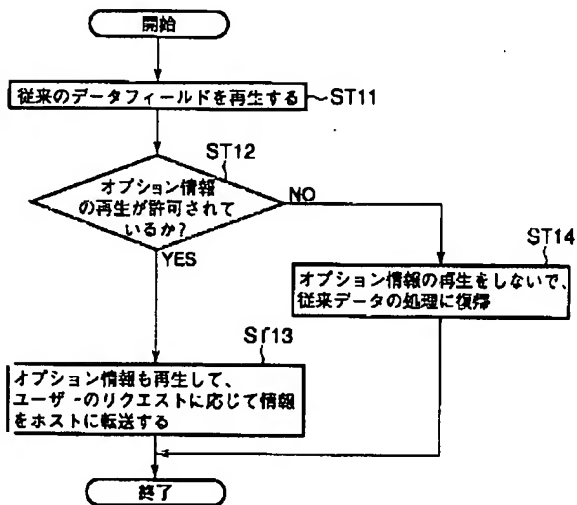 開始
従来のデータフィールドを再生する
ST11
ST12
オプション情報
の再生が許可されて
いるか?
NO
YES
ST14
オプション情報の再生をしないで、
従来データの処理に復帰
ST13
オプション情報も再生して、
ユーザーのリクエストに応じて情報
をホストに転送する
終了